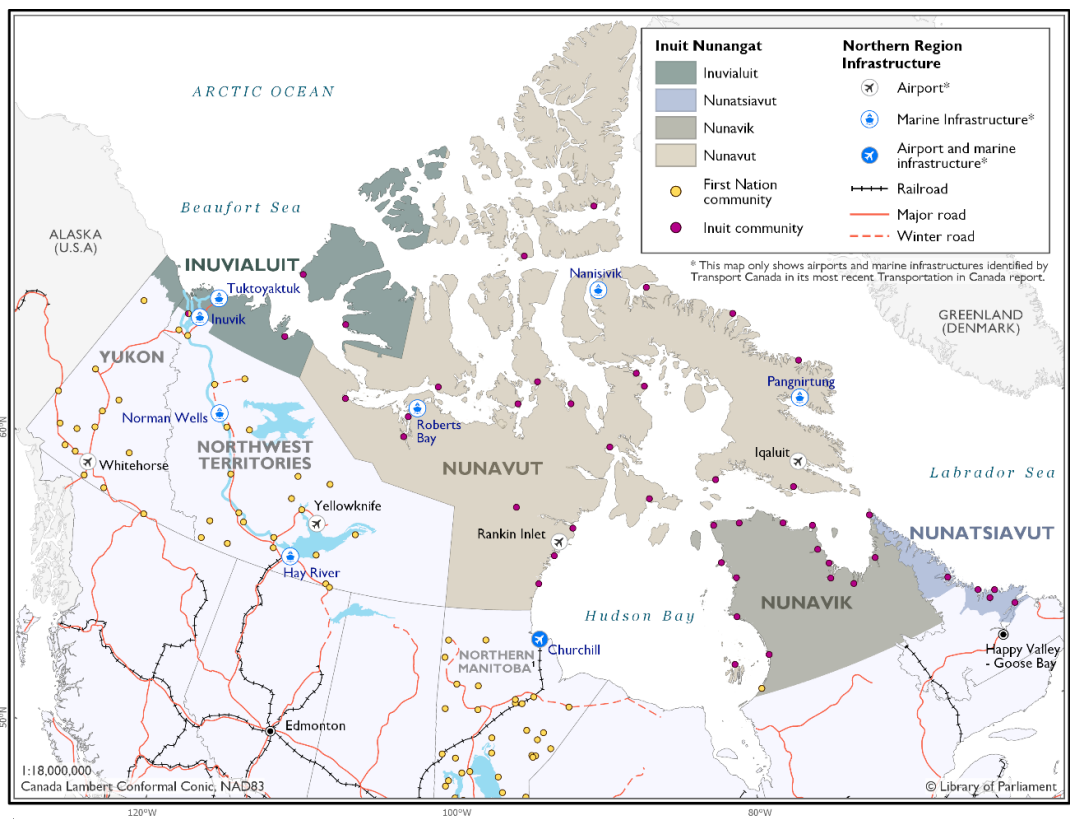 Inuit Nunangat
Inuvialuit
Nunatsiavut
Nunavik
Nunavut
First Nation
community
Inuit community
Northern Region
Infrastructure
Airport*
Marine Infrastructure*
Airport and marine
infrastructure*
Railroad
Major road
Winter road
* This map only shows airports and marine infrastructures identified by
Transport Canada in its most recent Transportation in Canada report.
ARCTIC OCEAN
Beaufort Sea
ALASKA
(U.S.A)
INUVIALUIT
Tuktoyaktuk
Inuvik
Nanisivik
GREENLAND
(DENMARK)
YUKON
Pangnirtung
Norman Wells
Roberts
Bay
60°N
NORTHWEST
TERRITORIES
Whitehorse
NUNAVUT
Iqaluit
Labrador Sea
Yellowknife
Rankin Inlet
NUNATSIAVUT
Hay River
NUNAVIK
Hudson Bay
Churchill
NORTHERN
MANITOBA1
Happy Valley
- Goose Bay
50°N
Edmonton
1:18,000,000
Canada Lambert Conformal Conic, NAD83
© Library of Parliament
120°W
100°W
80°W